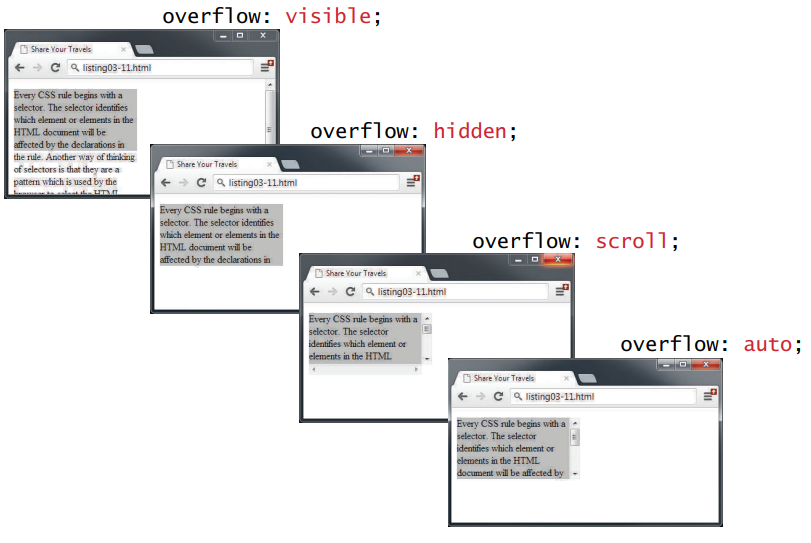 overflow: visible;
Share Your Travels
listing03-11.html
Every CSS rule begins with a
selector. The selector identifies
which element or elements in the
HTML document will be
affected by the declarations in
the rule. Another way of thinking
of selectors is that they are a
pattern which is used by the
browser to select the HTML
overflow: hidden;
Share Your Travels
listing03-11.html
Every CSS rule begins with a
selector. The selector identifies
which element or elements in the
HTML document will be
affected by the declarations in
overflow: scroll;
Share Your Travels
listing03-11.html
Every CSS rule begins with a
selector. The selector
identifies which element or
elements in the HTML
overflow: auto;
Share Your Travels
listing03-11.html
Every CSS rule begins with a
selector. The selector
identifies which element or
elements in the HTML
document will be affected by